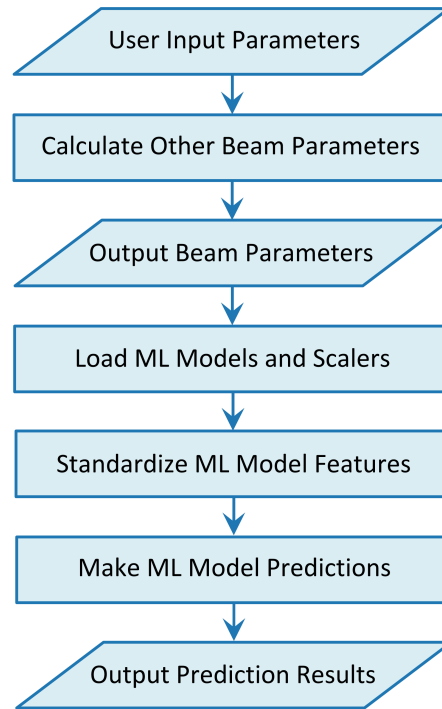 User Input Parameters
Calculate Other Beam Parameters
Output Beam Parameters
Load ML Models and Scalers
Standardize ML Model Features
Make ML Model Predictions
Output Prediction Results